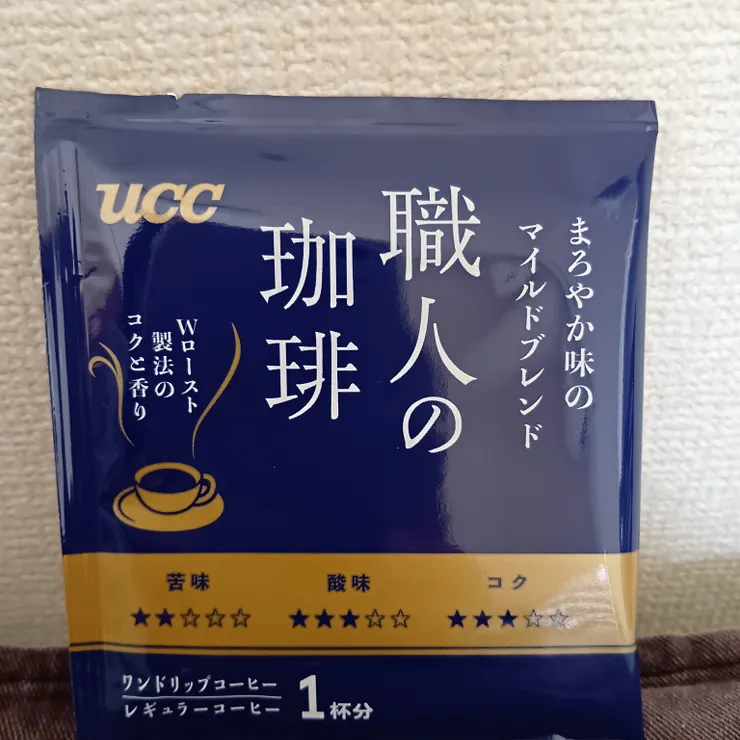 ucc
まろやか味の
マイルドブレンド
職人の
珈琲
Wロースト
製法の
コクと香り
苦味
★★☆☆☆
酸味
★★★☆☆
コク
★★★☆☆
ワンドリップコーヒー
レギュラーコーヒー
1杯分